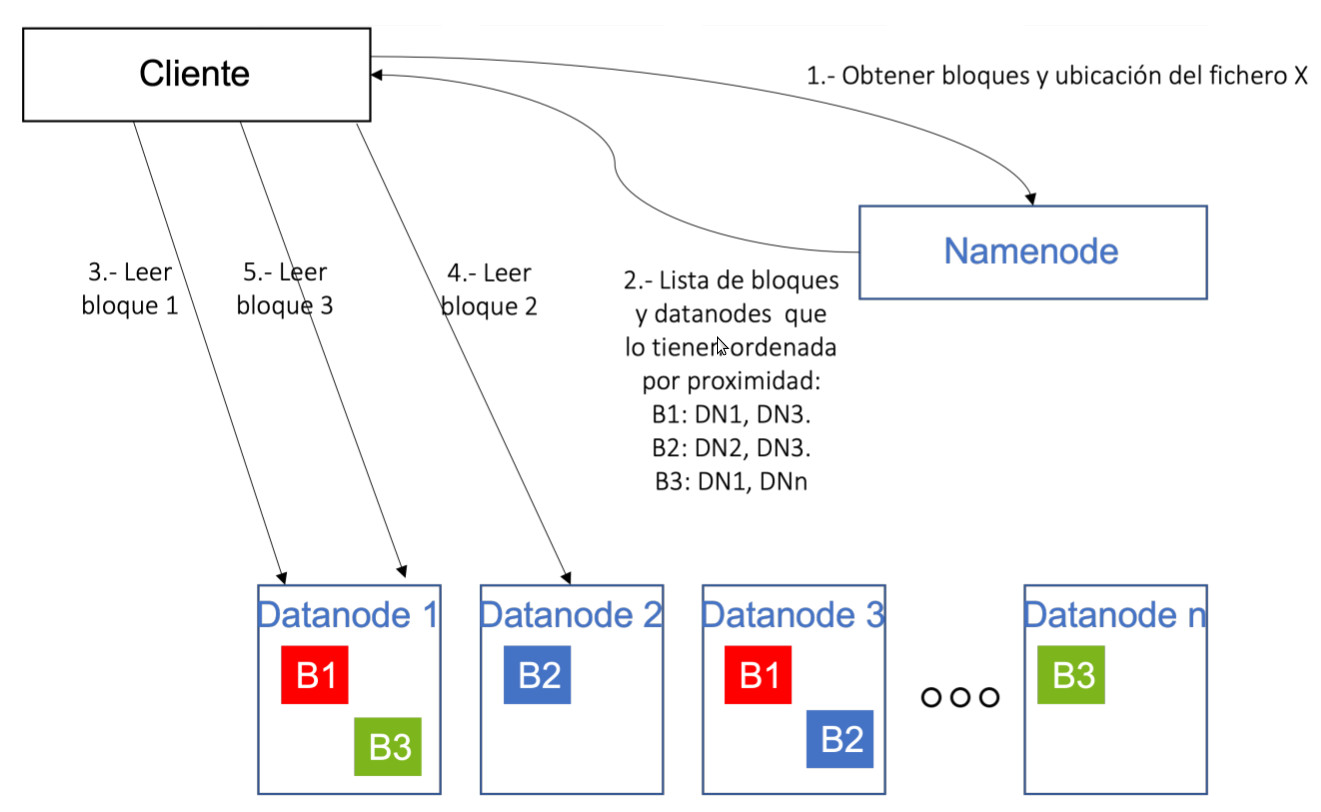 Cliente
1.- Obtener bloques y ubicación del fichero X
Namenode
3.- Leer
bloque 1
5.- Leer
bloque 3
4.- Leer
bloque 2
2.- Lista de bloques
y datanodes que
lo tienen ordenada
por proximidad:
B1: DN1, DN3.
B2: DN2, DN3.
B3: DN1, DNn
Datanode 1
B1
B3
Datanode 2
B2
Datanode 3
B1
B2
Datanode n
B3